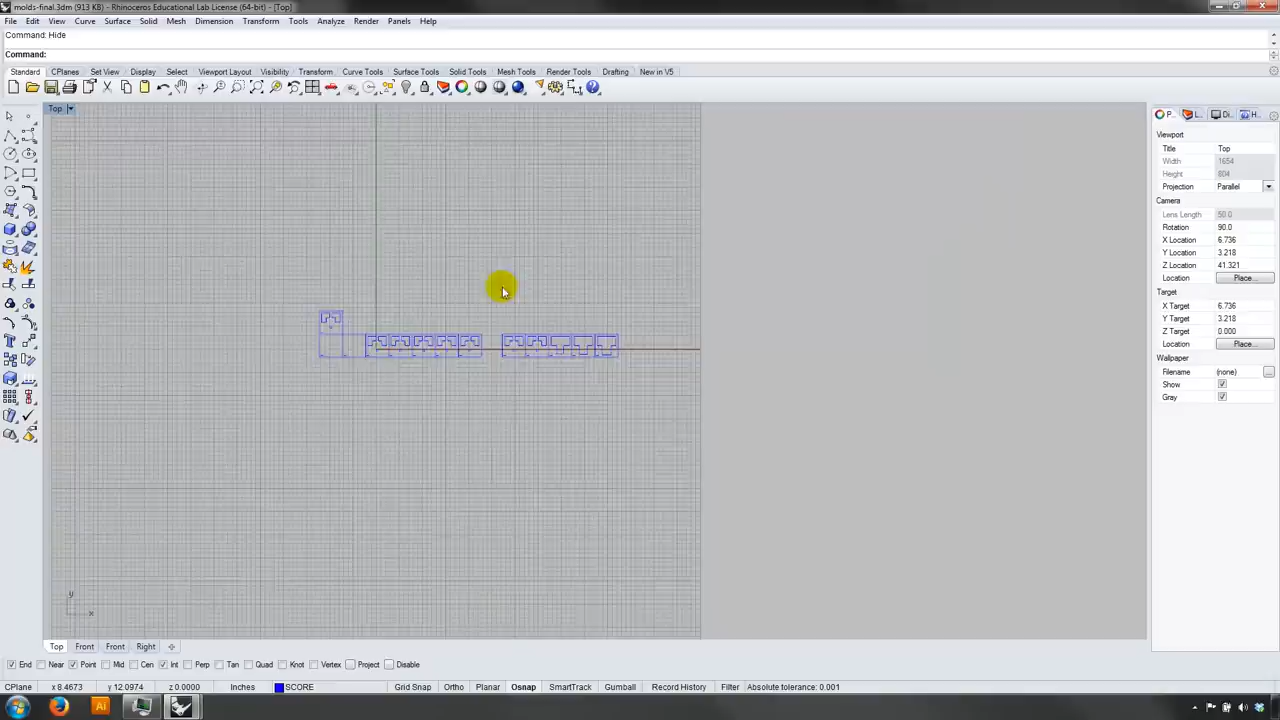 molds-final.3dm (913 KB) - Rhinoceros Educational Lab License (64-bit) - [Top]
File Edit View Curve Surface Solid Mesh Dimension Transform Tools Analyze Render Panels Help
Command: Hide
Command:
Standard CPlanes Set View Display Select Viewport Layout Visibility Transform Curve Tools Surface Tools Solid Tools Mesh Tools Render Tools Drafting New in V5
Top
P... L... Di... H...
Viewport
Title Top
Width 1654
Height 804
Projection Parallel
Camera
Lens Length 50.0
Rotation 90.0
X Location 6.736
Y Location 3.218
Z Location 41.321
Location Place...
Target
X Target 6.736
Y Target 3.218
Z Target 0.000
Location Place...
Wallpaper
Filename (none) ...
Show
Gray
y
x
Top Front Front Right
End Near Point Mid Cen Int Perp Tan Quad Knot Vertex Project Disable
CPlane x 8.4673 y 12.0974 z 0.0000 Inches SCORE Grid Snap Ortho Planar Osnap SmartTrack Gumball Record History Filter Absolute tolerance: 0.001
Ai